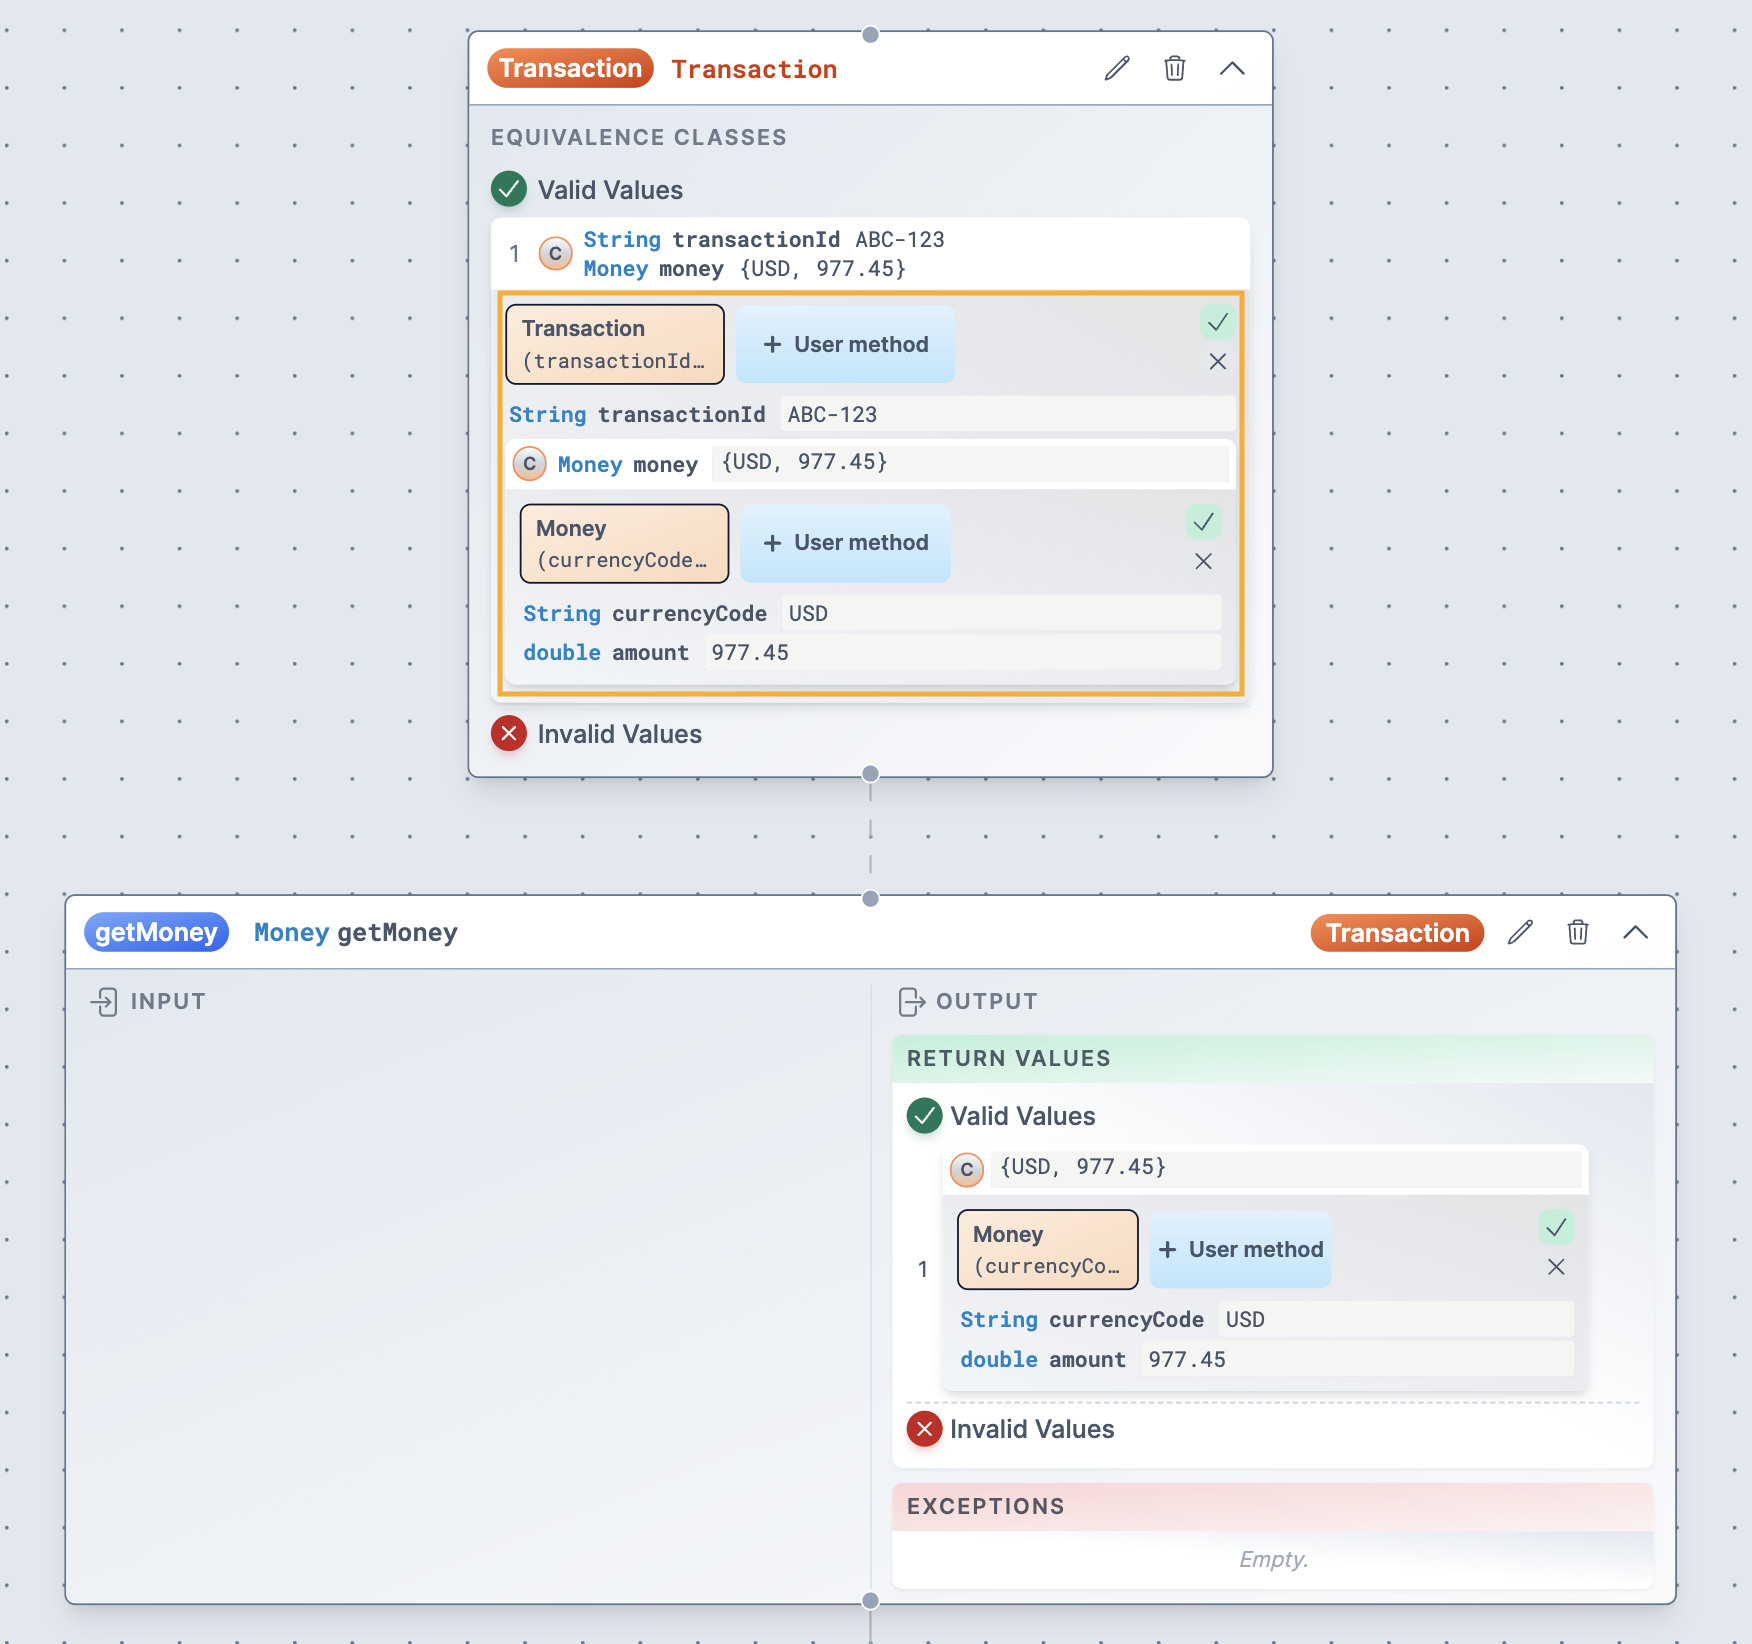 Transaction Transaction
EQUIVALENCE CLASSES
Valid Values
1 C String transactionId ABC-123
Money money {USD, 977.45}
Transaction
(transactionId…
+ User method
String transactionId ABC-123
C Money money {USD, 977.45}
Money
(currencyCode…
+ User method
String currencyCode USD
double amount 977.45
Invalid Values
getMoney Money getMoney Transaction
INPUT
OUTPUT
RETURN VALUES
Valid Values
C {USD, 977.45}
1
Money
(currencyCo…
+ User method
String currencyCode USD
double amount 977.45
Invalid Values
EXCEPTIONS
Empty.